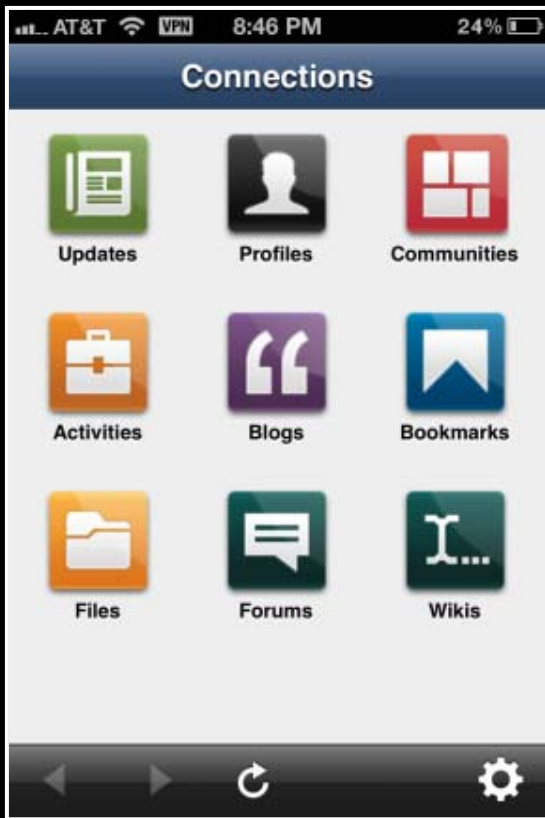 AT&T VPN 8:46 PM 24%
Connections
Updates Profiles Communities
Activities Blogs Bookmarks
Files Forums Wikis